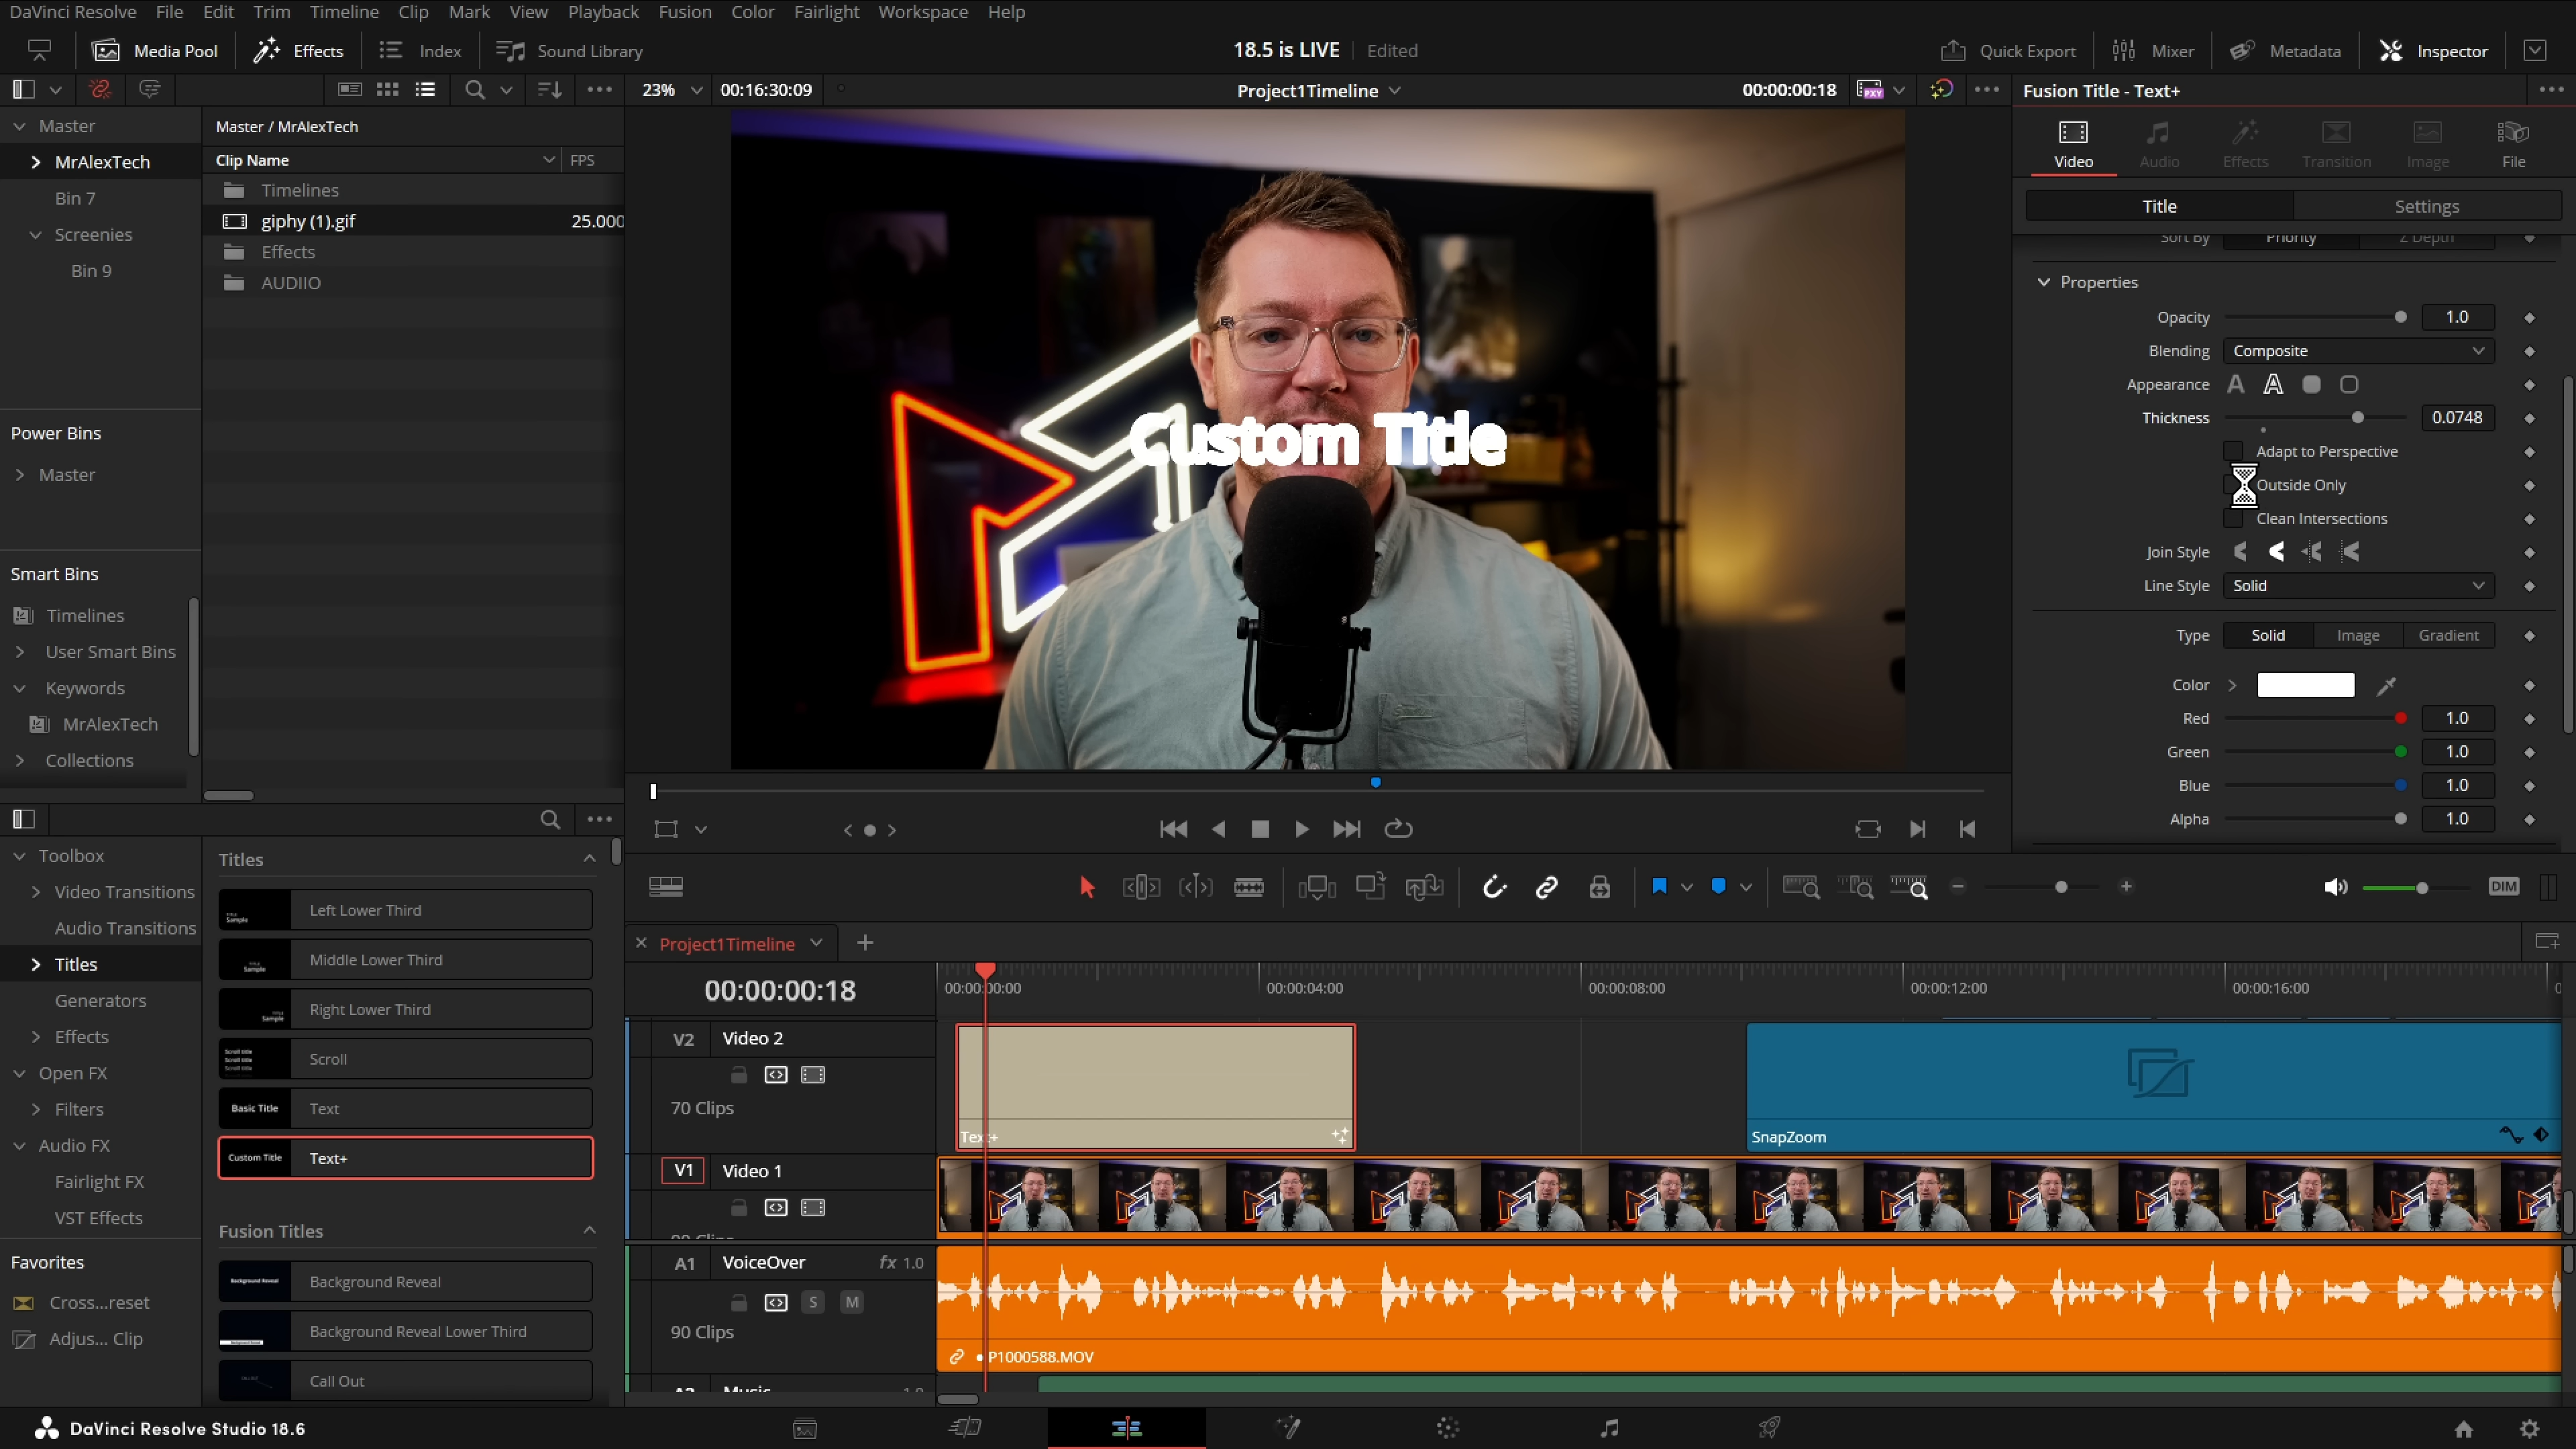 DaVinci Resolve File Edit Trim Timeline Clip Mark View Playback Fusion Color Fairlight Workspace Help
Media Pool Effects Index Sound Library 18.5 is LIVE Edited Quick Export Mixer Metadata Inspector
23% 00:16:30:09 Project1Timeline 00:00:00:18 PXY Fusion Title - Text+
Master
MrAlexTech
Bin 7
Screenies
Bin 9
Power Bins
Master
Smart Bins
Timelines
User Smart Bins
Keywords
MrAlexTech
Collections
Master / MrAlexTech
Clip Name FPS
Timelines
giphy (1).gif 25.000
Effects
AUDIIO
Custom Title
Video Audio Effects Transition Image File
Title Settings
Sort By Priority Z Depth
Properties
Opacity 1.0
Blending Composite
Appearance
Thickness 0.0748
Adapt to Perspective
Outside Only
Clean Intersections
Join Style
Line Style Solid
Type Solid Image Gradient
Color
Red 1.0
Green 1.0
Blue 1.0
Alpha 1.0
Toolbox
Video Transitions
Audio Transitions
Titles
Generators
Effects
Open FX
Filters
Audio FX
Fairlight FX
VST Effects
Favorites
Cross...reset
Adjus... Clip
Titles
Left Lower Third
Middle Lower Third
Right Lower Third
Scroll
Basic Title Text
Custom Title Text+
Fusion Titles
Background Reveal Background Reveal
Background Reveal Lower Third
Call Out
DIM
Project1Timeline
00:00:00:18 00:00:00:00 00:00:04:00 00:00:08:00 00:00:12:00 00:00:16:00
V2 Video 2
70 Clips
Text+ SnapZoom
V1 Video 1
A1 VoiceOver fx 1.0
S M
90 Clips
P1000588.MOV
DaVinci Resolve Studio 18.6